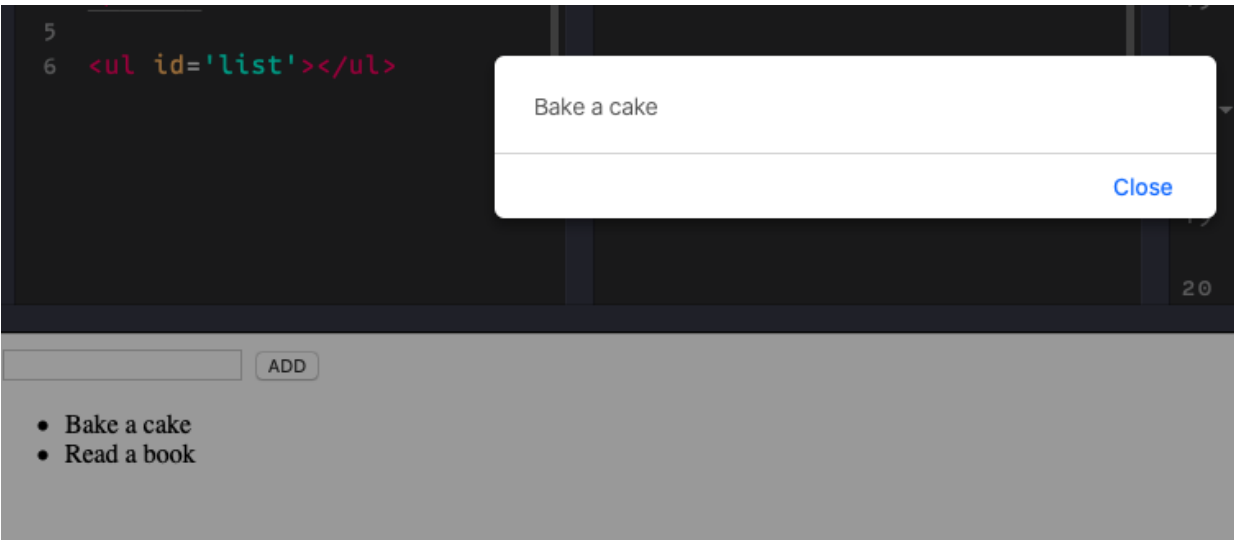 5
6 <ul id='list'></ul>
Bake a cake
Close
20
ADD
• Bake a cake
• Read a book